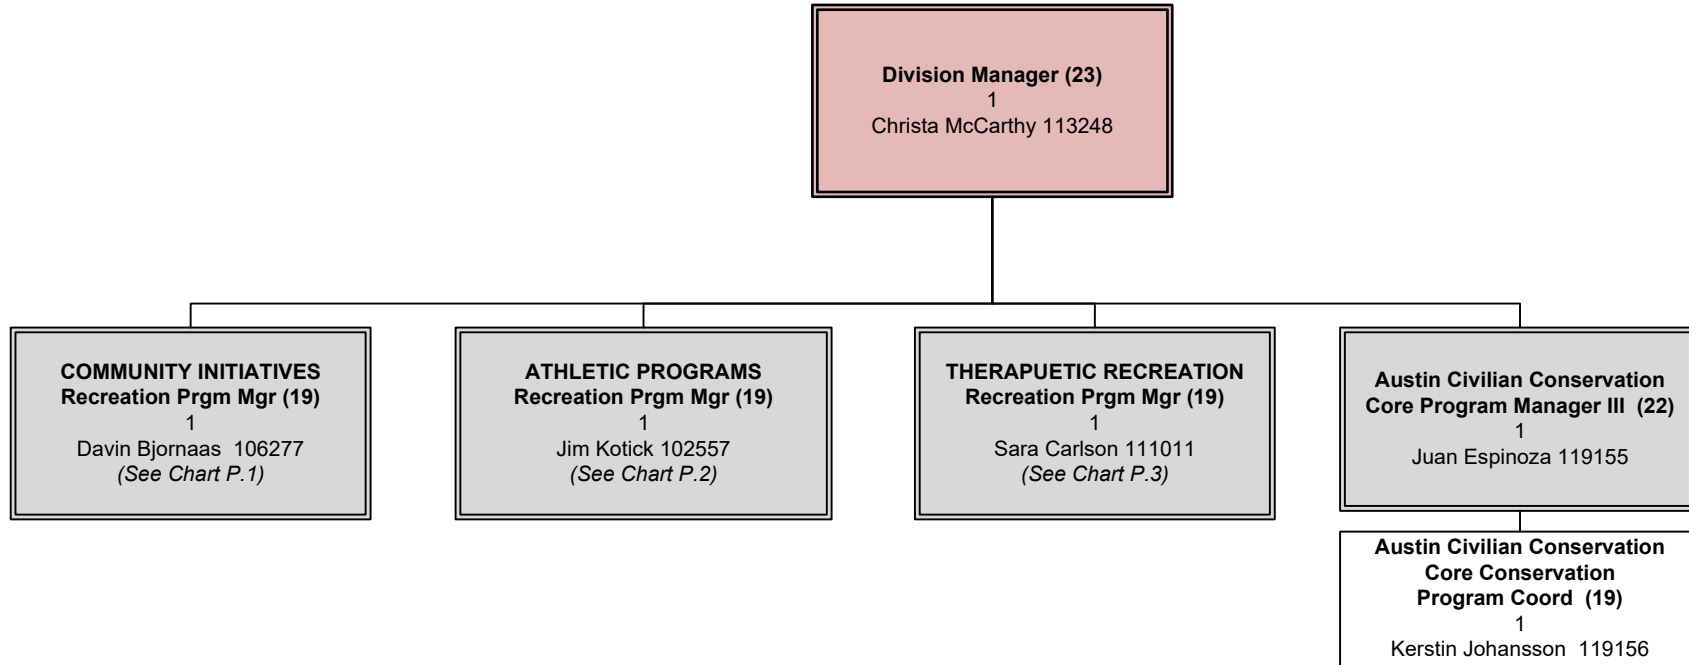 Division Manager (23)
1
Christa McCarthy 113248
COMMUNITY INITIATIVES
Recreation Prgm Mgr (19)
1
Davin Bjornaas  106277
(See Chart P.1)
ATHLETIC PROGRAMS
Recreation Prgm Mgr (19)
1
Jim Kotick 102557
(See Chart P.2)
THERAPUETIC RECREATION
Recreation Prgm Mgr (19)
1
Sara Carlson 111011
(See Chart P.3)
Austin Civilian Conservation
Core Program Manager III  (22)
1
Juan Espinoza 119155
Austin Civilian Conservation
Core Conservation
Program Coord  (19)
1
Kerstin Johansson  119156